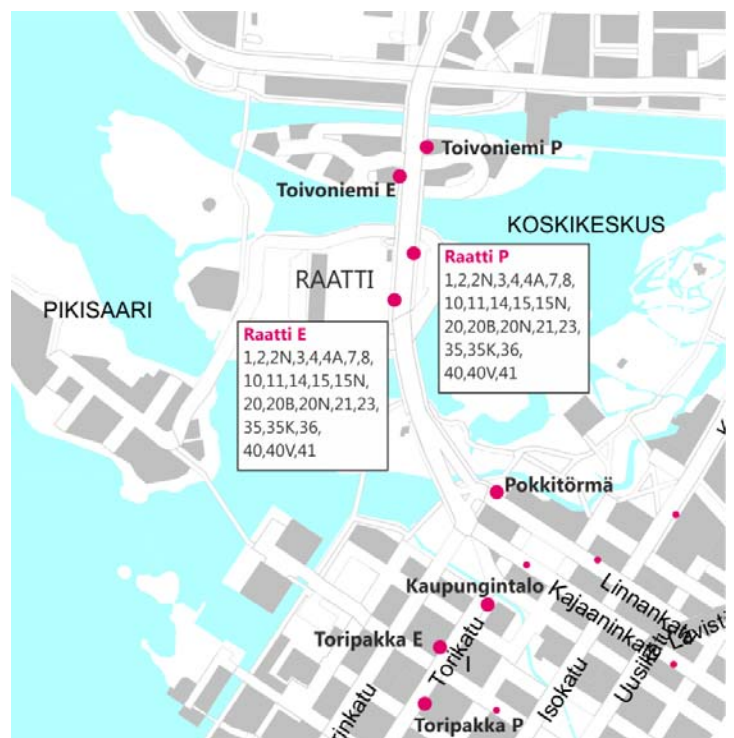 Toivoniemi P
Toivoniemi E
KOSKIKESKUS
Raatti P
1,2,2N,3,4,4A,7,8,
10,11,14,15,15N,
20,20B,20N,21,23,
35,35K,36,
40,40V,41
RAATTI
PIKISAARI
Raatti E
1,2,2N,3,4,4A,7,8,
10,11,14,15,15N,
20,20B,20N,21,23,
35,35K,36,
40,40V,41
Pokkitörmä
Kaupungintalo
Linnankatu
Kajaaninkatu
Toripakka E
Torikatu
I
Isokatu
Uusikatu
Toripakka P